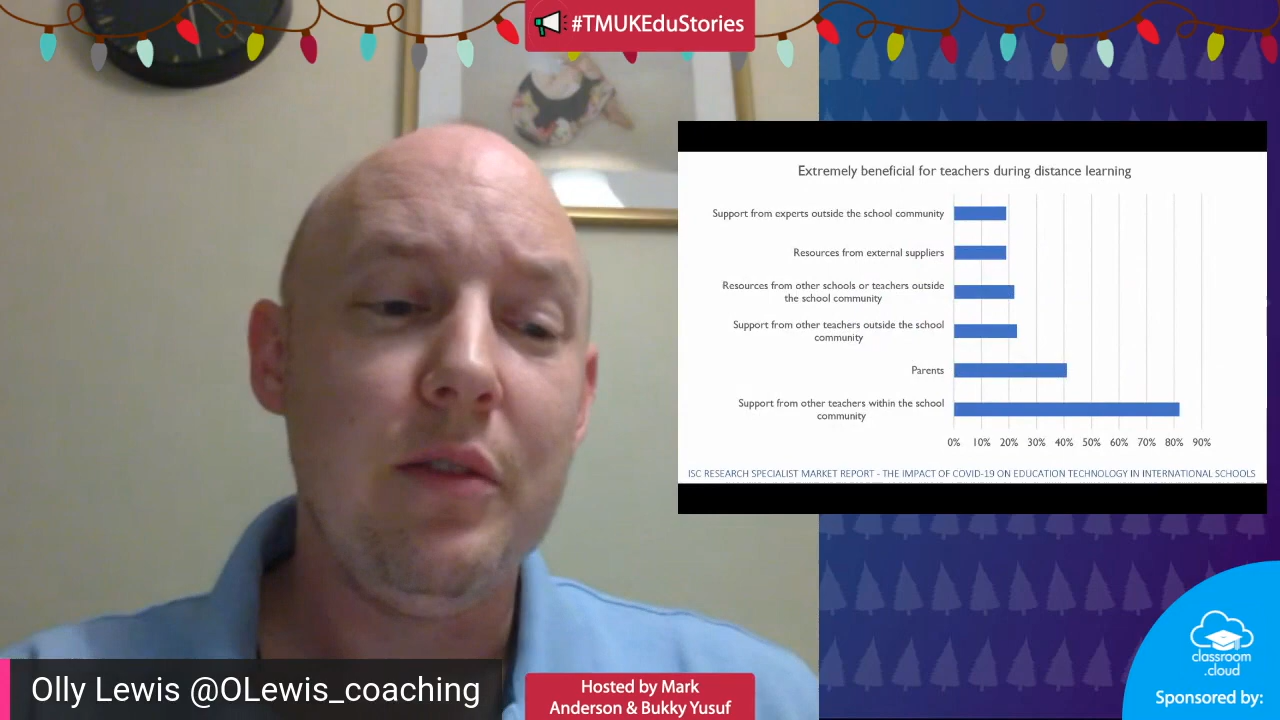 #TMUKEduStories
Extremely beneficial for teachers during distance learning
Support from experts outside the school community
Resources from external suppliers
Resources from other schools or teachers outside
the school community
Support from other teachers outside the school
community
Parents
Support from other teachers within the school
community
0% 10% 20% 30% 40% 50% 60% 70% 80% 90%
ISC RESEARCH SPECIALIST MARKET REPORT - THE IMPACT OF COVID-19 ON EDUCATION TECHNOLOGY IN INTERNATIONAL SCHOOLS
Olly Lewis @OLewis_coaching
Hosted by Mark
Anderson & Bukky Yusuf
classroom
.cloud
Sponsored by: